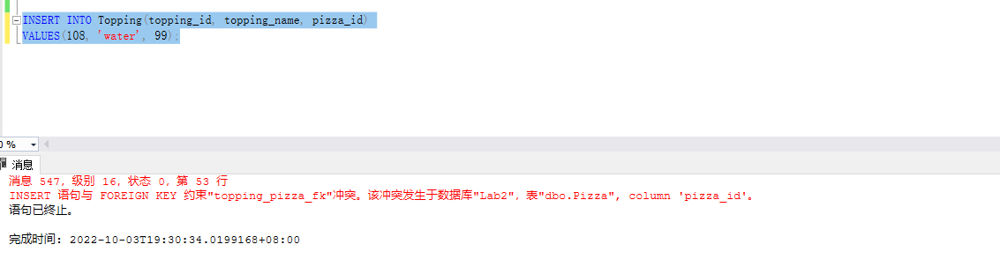 INSERT INTO Topping(topping_id, topping_name, pizza_id)
VALUES(108, 'water', 99);
0 %
消息
消息 547，级别 16，状态 0，第 53 行
INSERT 语句与 FOREIGN KEY 约束"topping_pizza_fk"冲突。该冲突发生于数据库"Lab2"，表"dbo.Pizza", column 'pizza_id'。
语句已终止。
完成时间: 2022-10-03T19:30:34.0199168+08:00